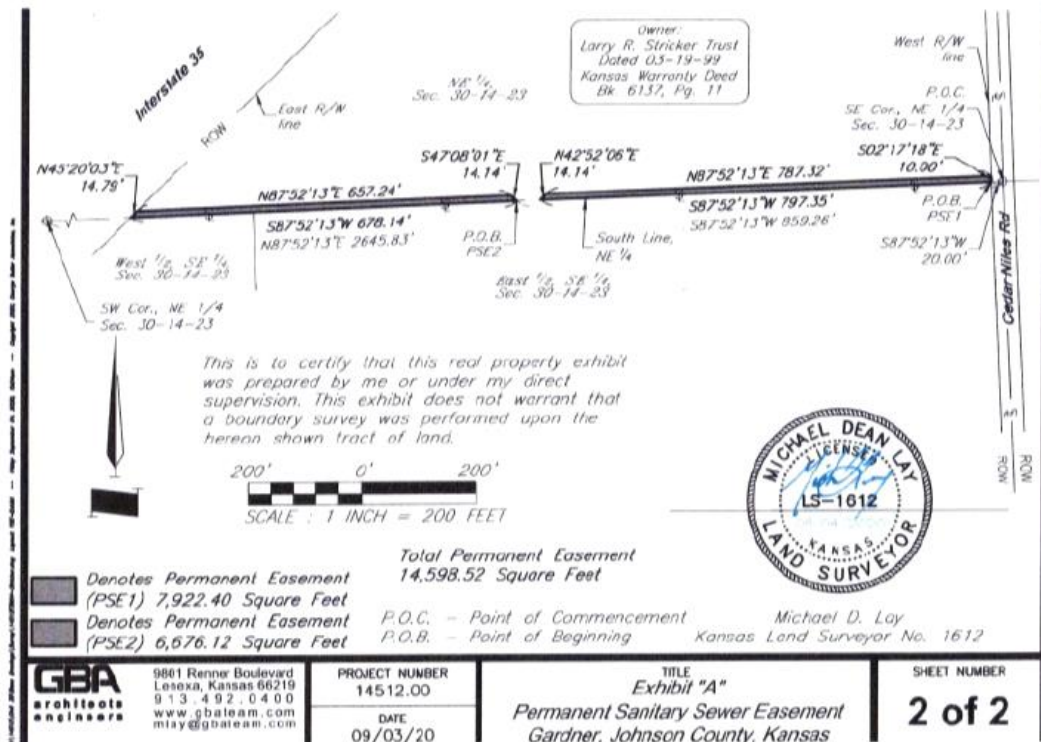 Interstate 35
East R/W
line
ROW
NE 1/4,
Sec. 30-14-23
Owner:
Larry R. Stricker Trust
Dated 03-19-99
Kansas Warranty Deed
Bk. 6137, Pg. 11
West R/W
line
P.O.C.
SE Cor., NE 1/4
Sec. 30-14-23
N45°20'03"E
14.79'
S47°08'01"E
14.14'
N42°52'06"E
14.14'
S02°17'18"E
10.00'
N87°52'13"E 657.24'
N87°52'13"E 787.32'
S87°52'13"W 678.14'
N87°52'13"E 2645.83'
S87°52'13"W 797.35'
S87°52'13"W 859.26'
P.O.B.
PSE2
South Line,
NE 1/4
P.O.B.
PSE1
S87°52'13"W
20.00'
West 1/2, SE 1/4,
Sec. 30-14-23
East 1/2, SE 1/4,
Sec. 30-14-23
SW Cor., NE 1/4
Sec. 30-14-23
Cedar Niles Rd
ROW
ROW
This is to certify that this real property exhibit
was prepared by me or under my direct
supervision. This exhibit does not warrant that
a boundary survey was performed upon the
hereon shown tract of land.
200' 0' 200'
SCALE : 1 INCH = 200 FEET
MICHAEL DEAN LAY
LICENSED
LS-1612
KANSAS
LAND SURVEYOR
Total Permanent Easement
14,598.52 Square Feet
Denotes Permanent Easement
(PSE1) 7,922.40 Square Feet
Denotes Permanent Easement
(PSE2) 6,676.12 Square Feet
P.O.C. - Point of Commencement
P.O.B. - Point of Beginning
Michael D. Lay
Kansas Land Surveyor No. 1612
GBA
architects
engineers
9801 Renner Boulevard
Lenexa, Kansas 66219
913.492.0400
www.gbateam.com
mlay@gbateam.com
PROJECT NUMBER
14512.00
DATE
09/03/20
TITLE
Exhibit "A"
Permanent Sanitary Sewer Easement
Gardner, Johnson County, Kansas
SHEET NUMBER
2 of 2